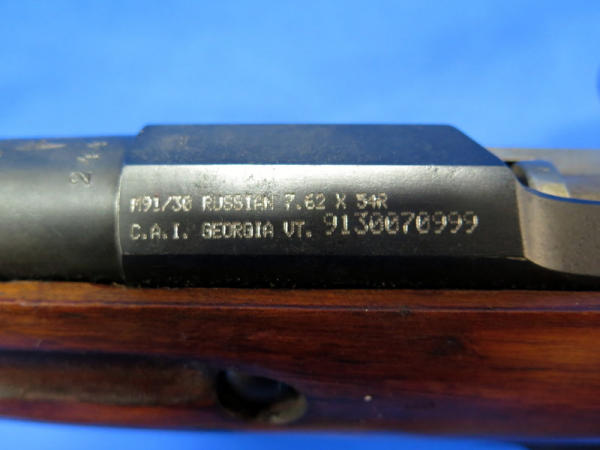 M91/30 RUSSIAN 7.62 X 54R
C.A.I. GEORGIA VT. 9130070999